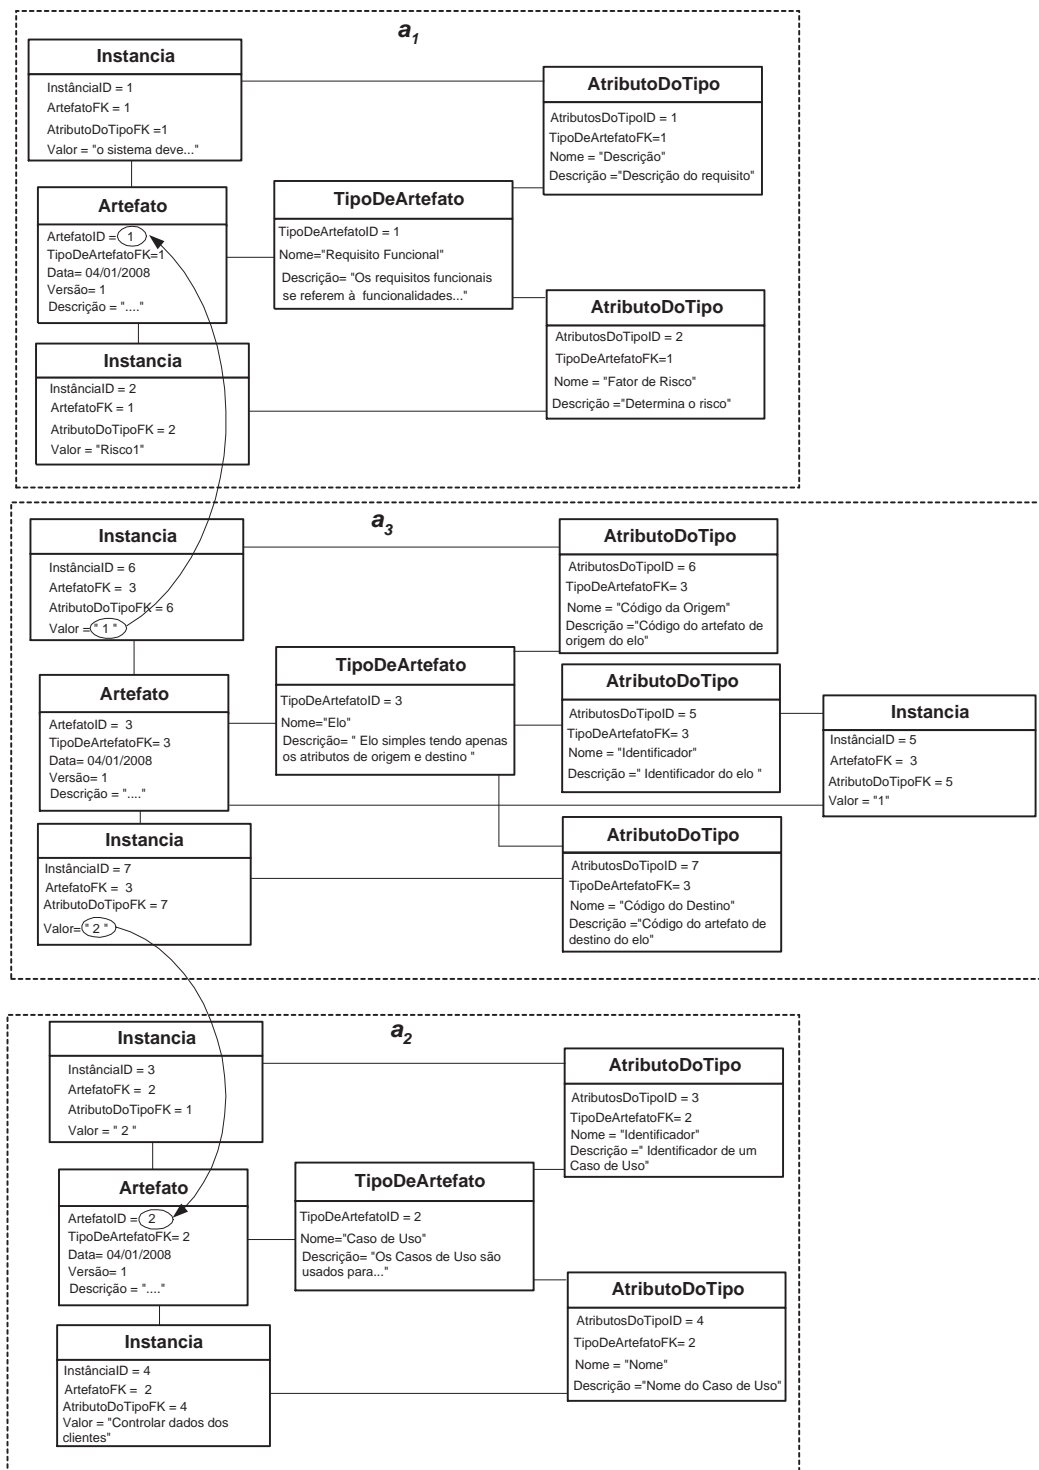 a1
Instancia
InstânciaID = 1
ArtefatoFK = 1
AtributoDoTipoFK =1
Valor = "o sistema deve..."
AtributoDoTipo
AtributosDoTipoID = 1
TipoDeArtefatoFK=1
Nome = "Descrição"
Descrição ="Descrição do requisito"
Artefato
ArtefatoID = 1
TipoDeArtefatoFK=1
Data= 04/01/2008
Versão= 1
Descrição = "...."
TipoDeArtefato
TipoDeArtefatoID = 1
Nome="Requisito Funcional"
Descrição= "Os requisitos funcionais
se referem à funcionalidades..."
AtributoDoTipo
AtributosDoTipoID = 2
TipoDeArtefatoFK=1
Nome = "Fator de Risco"
Descrição ="Determina o risco"
Instancia
InstânciaID = 2
ArtefatoFK = 1
AtributoDoTipoFK = 2
Valor = "Risco1"
a3
Instancia
InstânciaID = 6
ArtefatoFK = 3
AtributoDoTipoFK = 6
Valor = " 1 "
AtributoDoTipo
AtributosDoTipoID = 6
TipoDeArtefatoFK= 3
Nome = "Código da Origem"
Descrição ="Código do artefato de
origem do elo"
Artefato
ArtefatoID = 3
TipoDeArtefatoFK= 3
Data= 04/01/2008
Versão= 1
Descrição = "...."
TipoDeArtefato
TipoDeArtefatoID = 3
Nome="Elo"
Descrição= " Elo simples tendo apenas
os atributos de origem e destino "
AtributoDoTipo
AtributosDoTipoID = 5
TipoDeArtefatoFK= 3
Nome = "Identificador"
Descrição =" Identificador do elo "
Instancia
InstânciaID = 5
ArtefatoFK = 3
AtributoDoTipoFK = 5
Valor = "1"
Instancia
InstânciaID = 7
ArtefatoFK = 3
AtributoDoTipoFK = 7
Valor= " 2 "
AtributoDoTipo
AtributosDoTipoID = 7
TipoDeArtefatoFK= 3
Nome = "Código do Destino"
Descrição ="Código do artefato de
destino do elo"
a2
Instancia
InstânciaID = 3
ArtefatoFK = 2
AtributoDoTipoFK = 1
Valor = " 2 "
AtributoDoTipo
AtributosDoTipoID = 3
TipoDeArtefatoFK= 2
Nome = "Identificador"
Descrição =" Identificador de um
Caso de Uso"
Artefato
ArtefatoID = 2
TipoDeArtefatoFK= 2
Data= 04/01/2008
Versão= 1
Descrição = "...."
TipoDeArtefato
TipoDeArtefatoID = 2
Nome="Caso de Uso"
Descrição= "Os Casos de Uso são
usados para..."
AtributoDoTipo
AtributosDoTipoID = 4
TipoDeArtefatoFK= 2
Nome = "Nome"
Descrição ="Nome do Caso de Uso"
Instancia
InstânciaID = 4
ArtefatoFK = 2
AtributoDoTipoFK = 4
Valor = "Controlar dados dos
clientes"